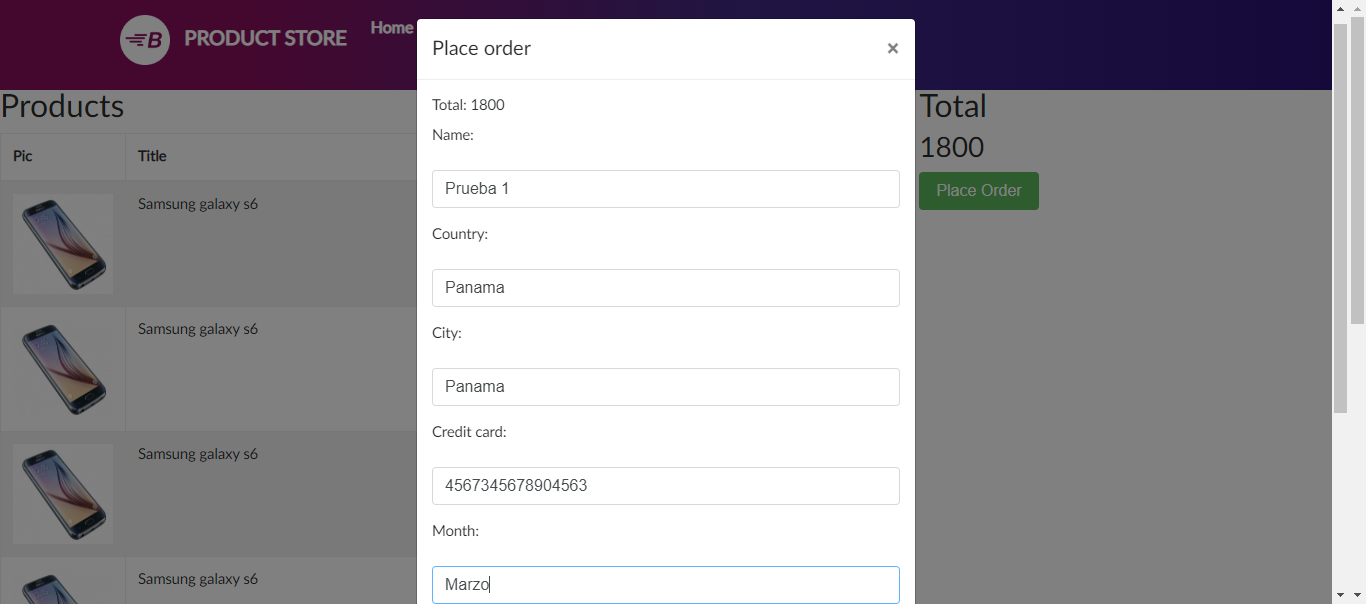 B PRODUCT STORE Home
Place order ×
Products
Total: 1800
Total
Name:
1800
Pic Title
Prueba 1
Place Order
Samsung galaxy s6
Country:
Panama
Samsung galaxy s6
City:
Panama
Credit card:
Samsung galaxy s6
4567345678904563
Month:
Samsung galaxy s6
Marzo